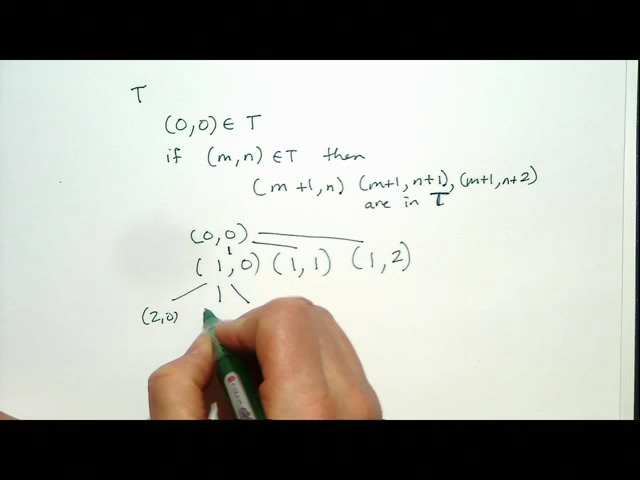 T
(0,0) ∈ T
if (m,n) ∈ T then
(m+1,n) (m+1,n+1), (m+1,n+2)
are in T
(0,0)
(1,0) (1,1) (1,2)
(2,0)